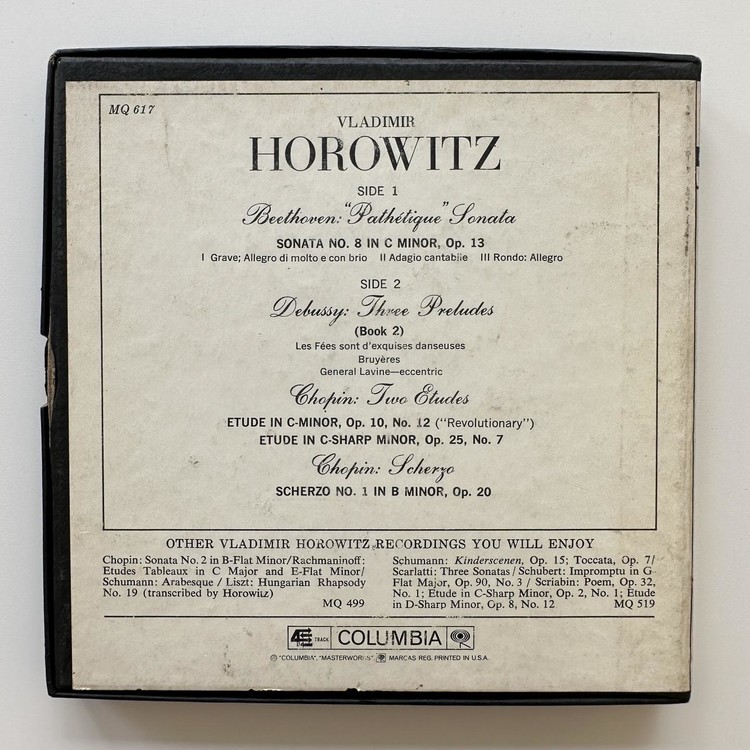 MQ 617
VLADIMIR
HOROWITZ
SIDE 1
Beethoven: "Pathétique" Sonata
SONATA NO. 8 IN C MINOR, Op. 13
I Grave; Allegro di molto e con brio II Adagio cantabile III Rondo: Allegro
SIDE 2
Debussy: Three Preludes
(Book 2)
Les Fées sont d'exquises danseuses
Bruyères
General Lavine—eccentric
Chopin: Two Etudes
ETUDE IN C-MINOR, Op. 10, No. 12 ("Revolutionary")
ETUDE IN C-SHARP MINOR, Op. 25, No. 7
Chopin: Scherzo
SCHERZO NO. 1 IN B MINOR, Op. 20
OTHER VLADIMIR HOROWITZ RECORDINGS YOU WILL ENJOY
Chopin: Sonata No. 2 in B-Flat Minor/Rachmaninoff:
Etudes Tableaux in C Major and E-Flat Minor/
Schumann: Arabesque / Liszt: Hungarian Rhapsody
No. 19 (transcribed by Horowitz) MQ 499
Schumann: Kinderscenen, Op. 15; Toccata, Op. 7/
Scarlatti: Three Sonatas / Schubert: Impromptu in G-
Flat Major, Op. 90, No. 3 / Scriabin: Poem, Op. 32,
No. 1; Etude in C-Sharp Minor, Op. 2, No. 1; Etude
in D-Sharp Minor, Op. 8, No. 12 MQ 519
4 TRACK COLUMBIA
© "COLUMBIA", "MASTERWORKS", MARCAS REG. PRINTED IN U.S.A.